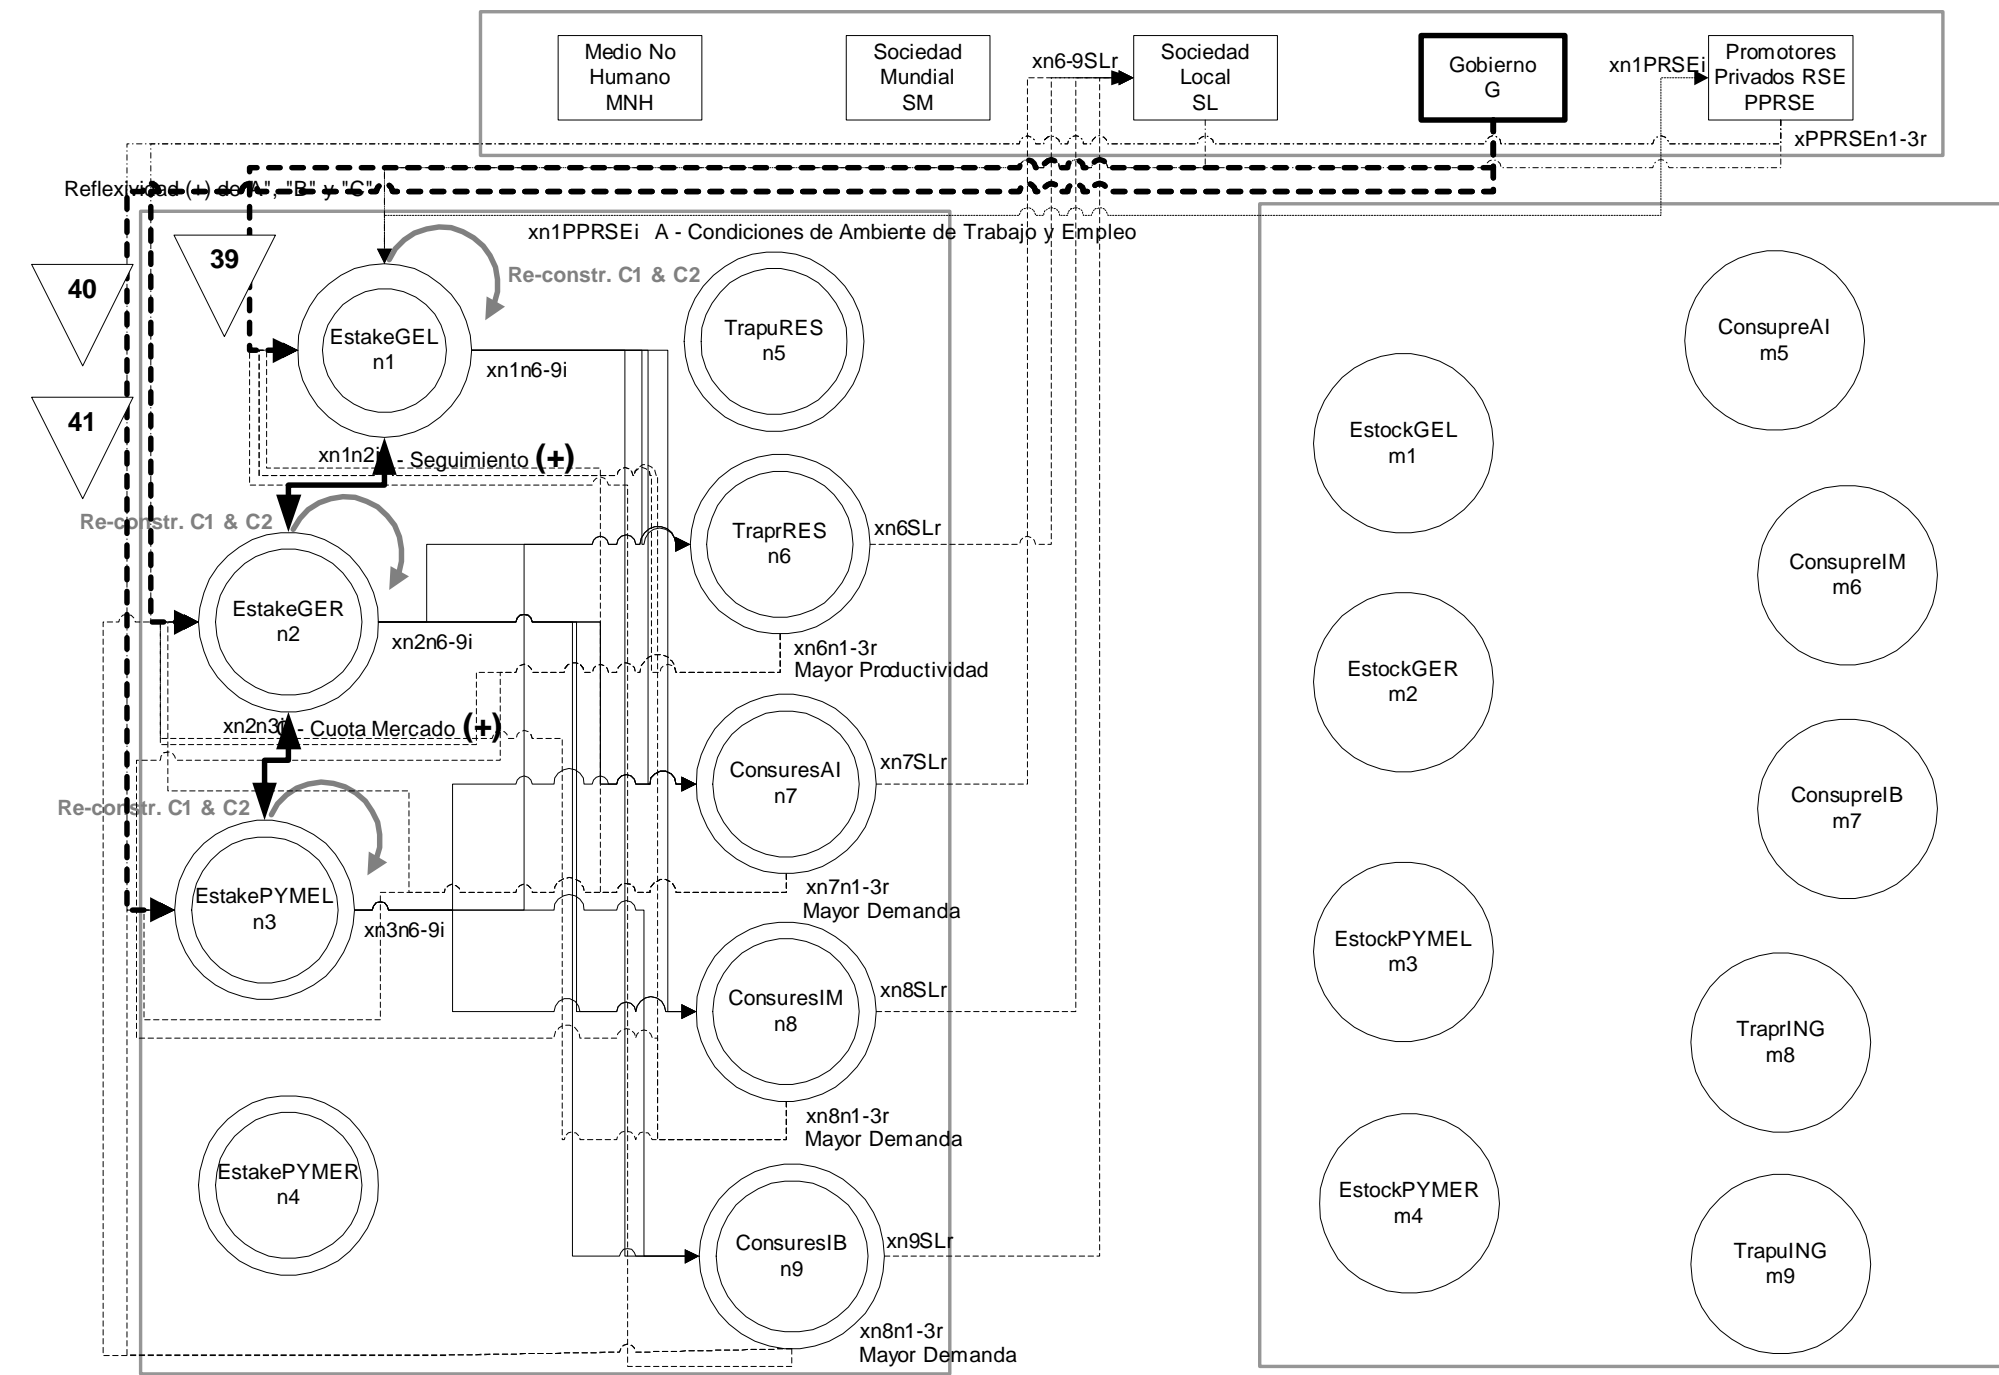 Medio No
Humano
MNH
Sociedad
Mundial
SM
xn6-9SLr
Sociedad
Local
SL
Gobierno
G
xn1PRSEi
Promotores
Privados RSE
PPRSE
xPPRSEn1-3r
Reflexividad (+) de "A", "B" y "C"
xn1PPRSEi A - Condiciones de Ambiente de Trabajo y Empleo
39
40
41
Re-constr. C1 & C2
EstakeGEL
n1
xn1n6-9i
TrapuRES
n5
xn1n2i - Seguimiento (+)
Re-constr. C1 & C2
TraprRES
n6
xn6SLr
EstakeGER
n2
xn2n6-9i
xn6n1-3r
Mayor Productividad
xn2n3i - Cuota Mercado (+)
ConsuresAI
n7
xn7SLr
Re-constr. C1 & C2
EstakePYMEL
n3
xn3n6-9i
xn7n1-3r
Mayor Demanda
ConsuresIM
n8
xn8SLr
xn8n1-3r
Mayor Demanda
EstakePYMER
n4
ConsuresIB
n9
xn9SLr
xn8n1-3r
Mayor Demanda
ConsupreAI
m5
EstockGEL
m1
ConsupreIM
m6
EstockGER
m2
ConsupreIB
m7
EstockPYMEL
m3
TraprING
m8
EstockPYMER
m4
TrapuING
m9